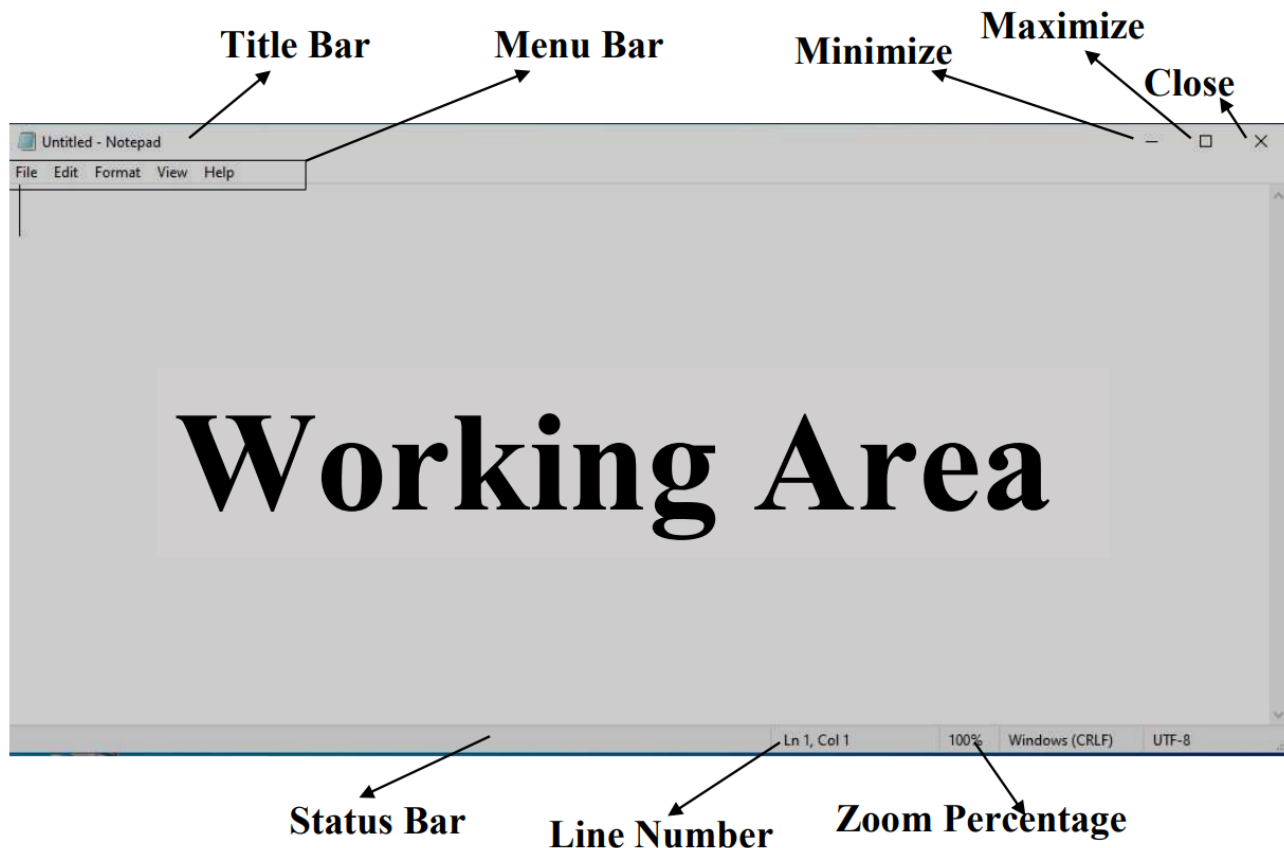 Title Bar
Menu Bar
Minimize
Maximize
Close
Untitled - Notepad
File Edit Format View Help
Working Area
Ln 1, Col 1 100% Windows (CRLF) UTF-8
Status Bar
Line Number
Zoom Percentage